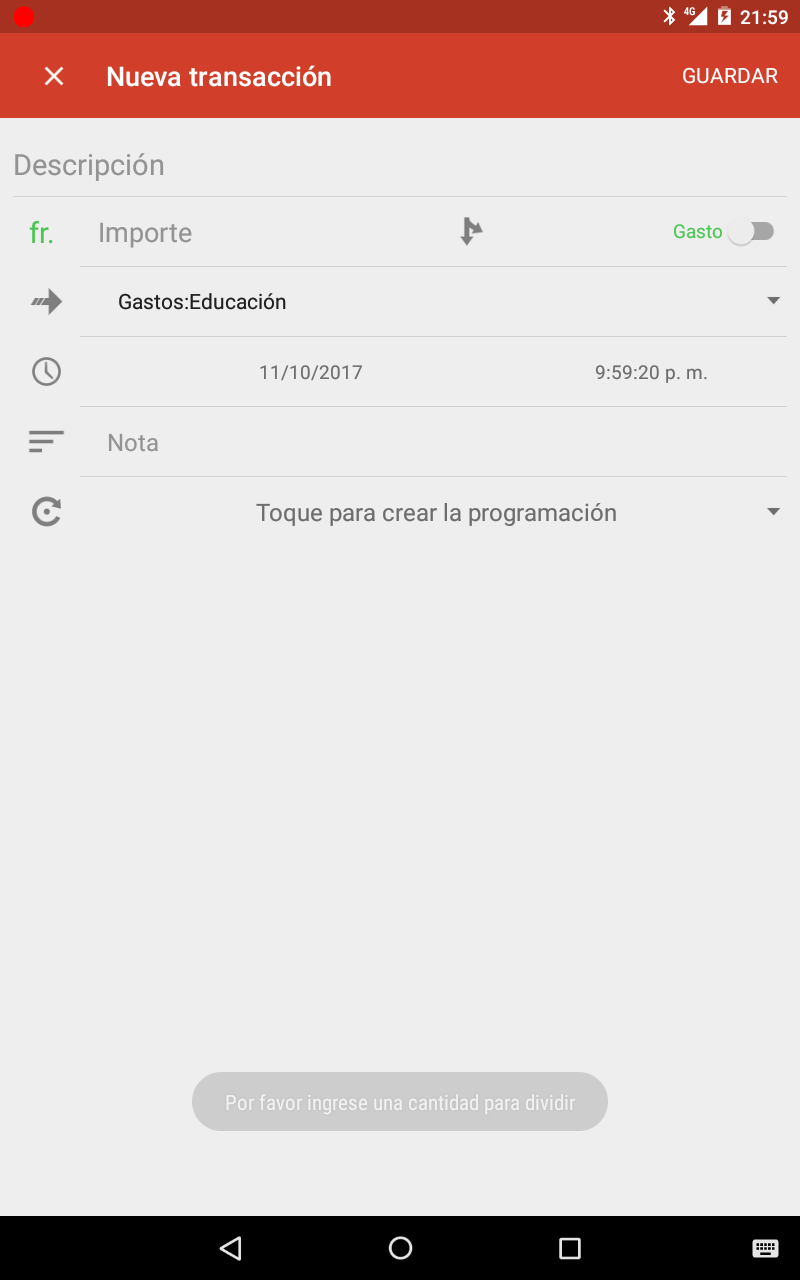 4G 21:59
Nueva transacción GUARDAR
Descripción
fr. Importe Gasto
Gastos:Educación
11/10/2017 9:59:20 p. m.
Nota
Toque para crear la programación
Por favor ingrese una cantidad para dividir